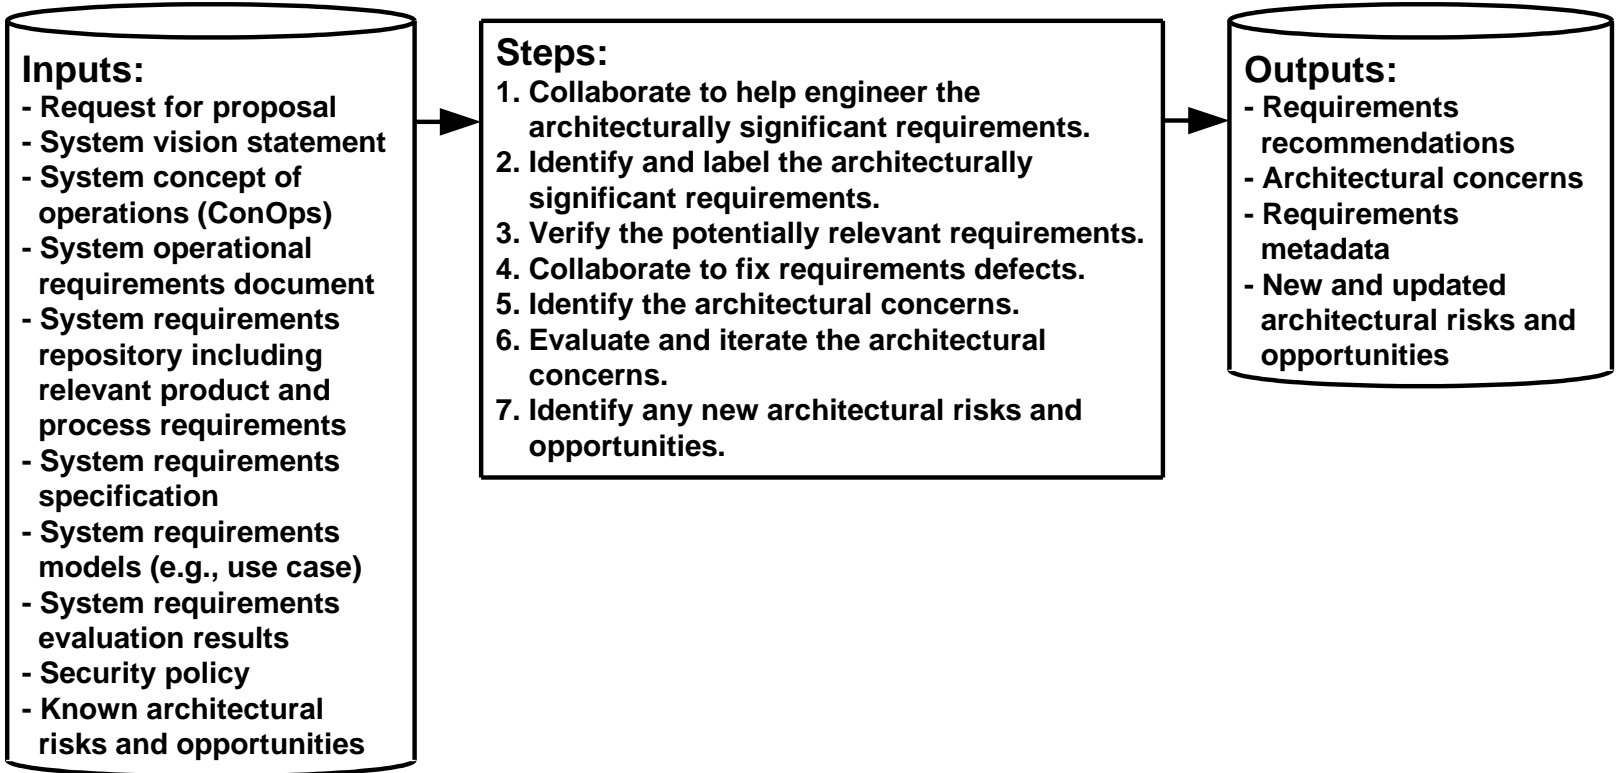 Inputs:
- Request for proposal
- System vision statement
- System concept of
operations (ConOps)
- System operational
requirements document
- System requirements
repository including
relevant product and
process requirements
- System requirements
specification
- System requirements
models (e.g., use case)
- System requirements
evaluation results
- Security policy
- Known architectural
risks and opportunities
Steps:
1. Collaborate to help engineer the
architecturally significant requirements.
2. Identify and label the architecturally
significant requirements.
3. Verify the potentially relevant requirements.
4. Collaborate to fix requirements defects.
5. Identify the architectural concerns.
6. Evaluate and iterate the architectural
concerns.
7. Identify any new architectural risks and
opportunities.
Outputs:
- Requirements
recommendations
- Architectural concerns
- Requirements
metadata
- New and updated
architectural risks and
opportunities